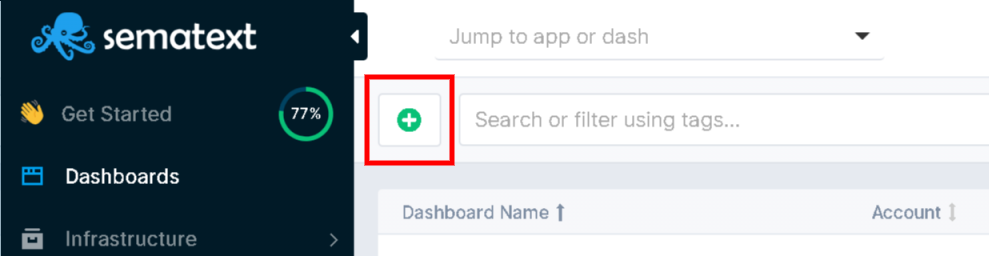 sematext
Jump to app or dash
Get Started
77%
Search or filter using tags...
Dashboards
Dashboard Name
Account
Infrastructure